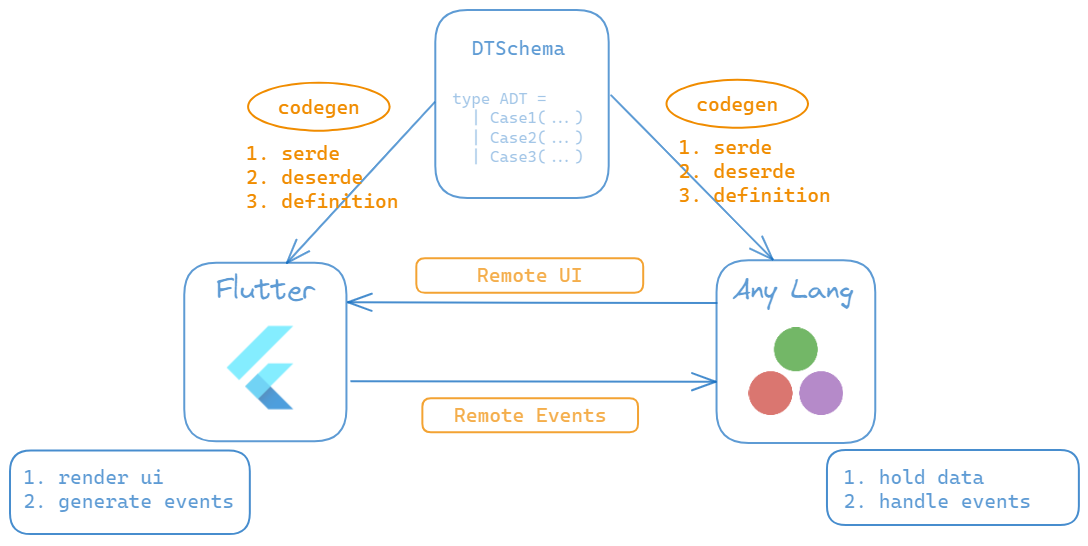 DTSchema
type ADT =
| Case1(...)
| Case2(...)
| Case3(...)
codegen
1. serde
2. deserde
3. definition
codegen
1. serde
2. deserde
3. definition
Flutter
Remote UI
Any Lang
Remote Events
1. render ui
2. generate events
1. hold data
2. handle events